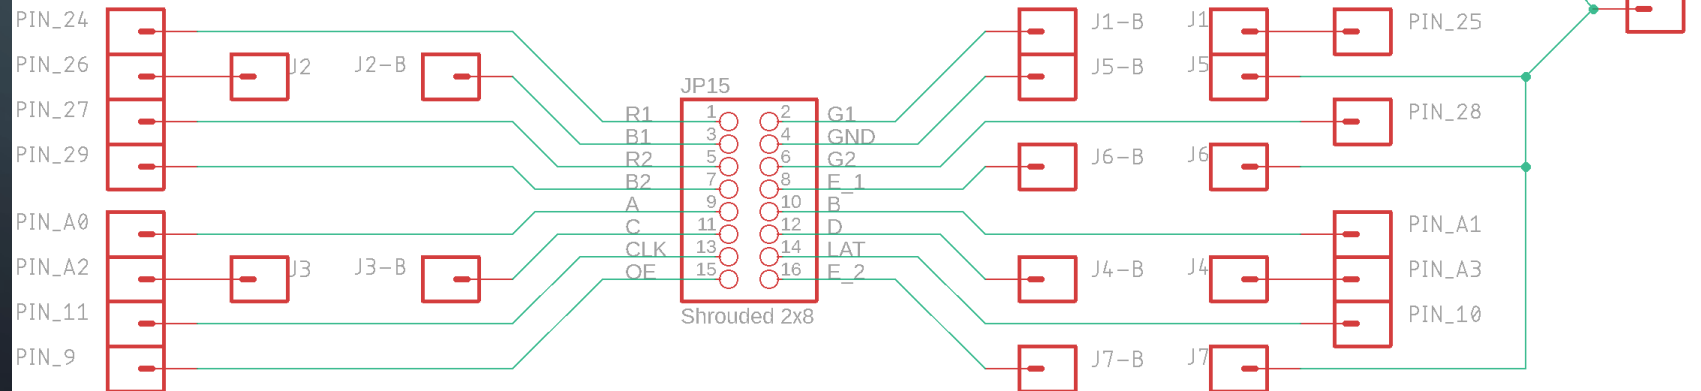 PIN_24 J1-B J1 PIN_25
PIN_26 J2 J2-B J5-B J5
JP15
PIN_27 R1 1 2 G1 PIN_28
B1 3 4 GND
PIN_29 R2 5 6 G2 J6-B J6
B2 7 8 E_1
PIN_A0 A 9 10 B PIN_A1
C 11 12 D
CLK 13 14 LAT
PIN_A2 J3 J3-B OE 15 16 E_2 J4-B J4 PIN_A3
PIN_11 Shrouded 2x8 PIN_10
PIN_9 J7-B J7